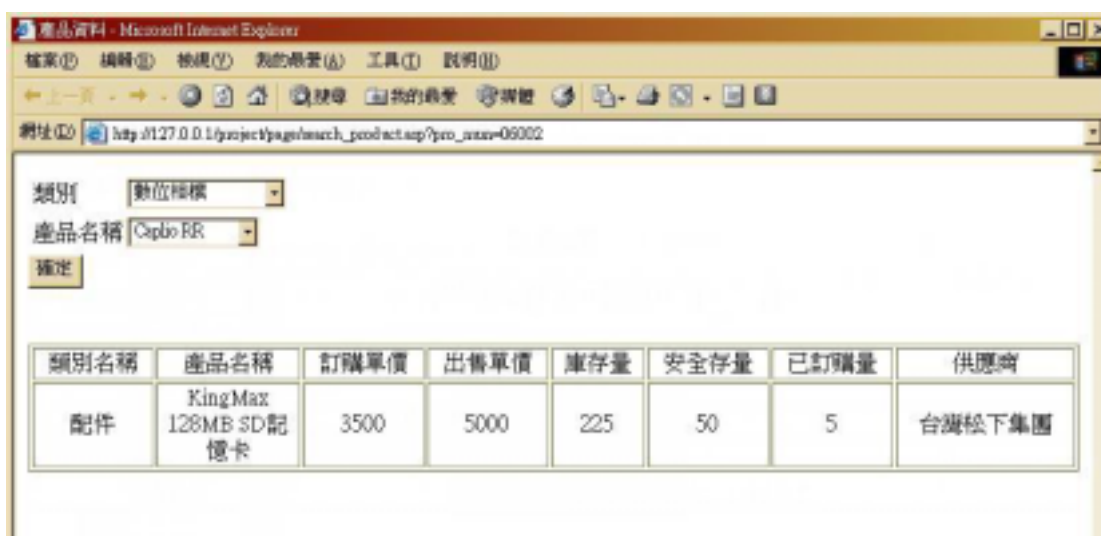 產品資料 - Microsoft Internet Explorer
檔案(F) 編輯(E) 檢視(V) 我的最愛(A) 工具(T) 說明(H)
上一頁 搜尋 我的最愛 媒體
網址(D) http://127.0.0.1/project/page/search_product.asp?pro_num=06002
類別 數位相機
產品名稱 Caplio RR
確定
類別名稱 產品名稱 訂購單價 出售單價 庫存量 安全存量 已訂購量 供應商
配件 KingMax 128MB SD記憶卡 3500 5000 225 50 5 台灣松下集團